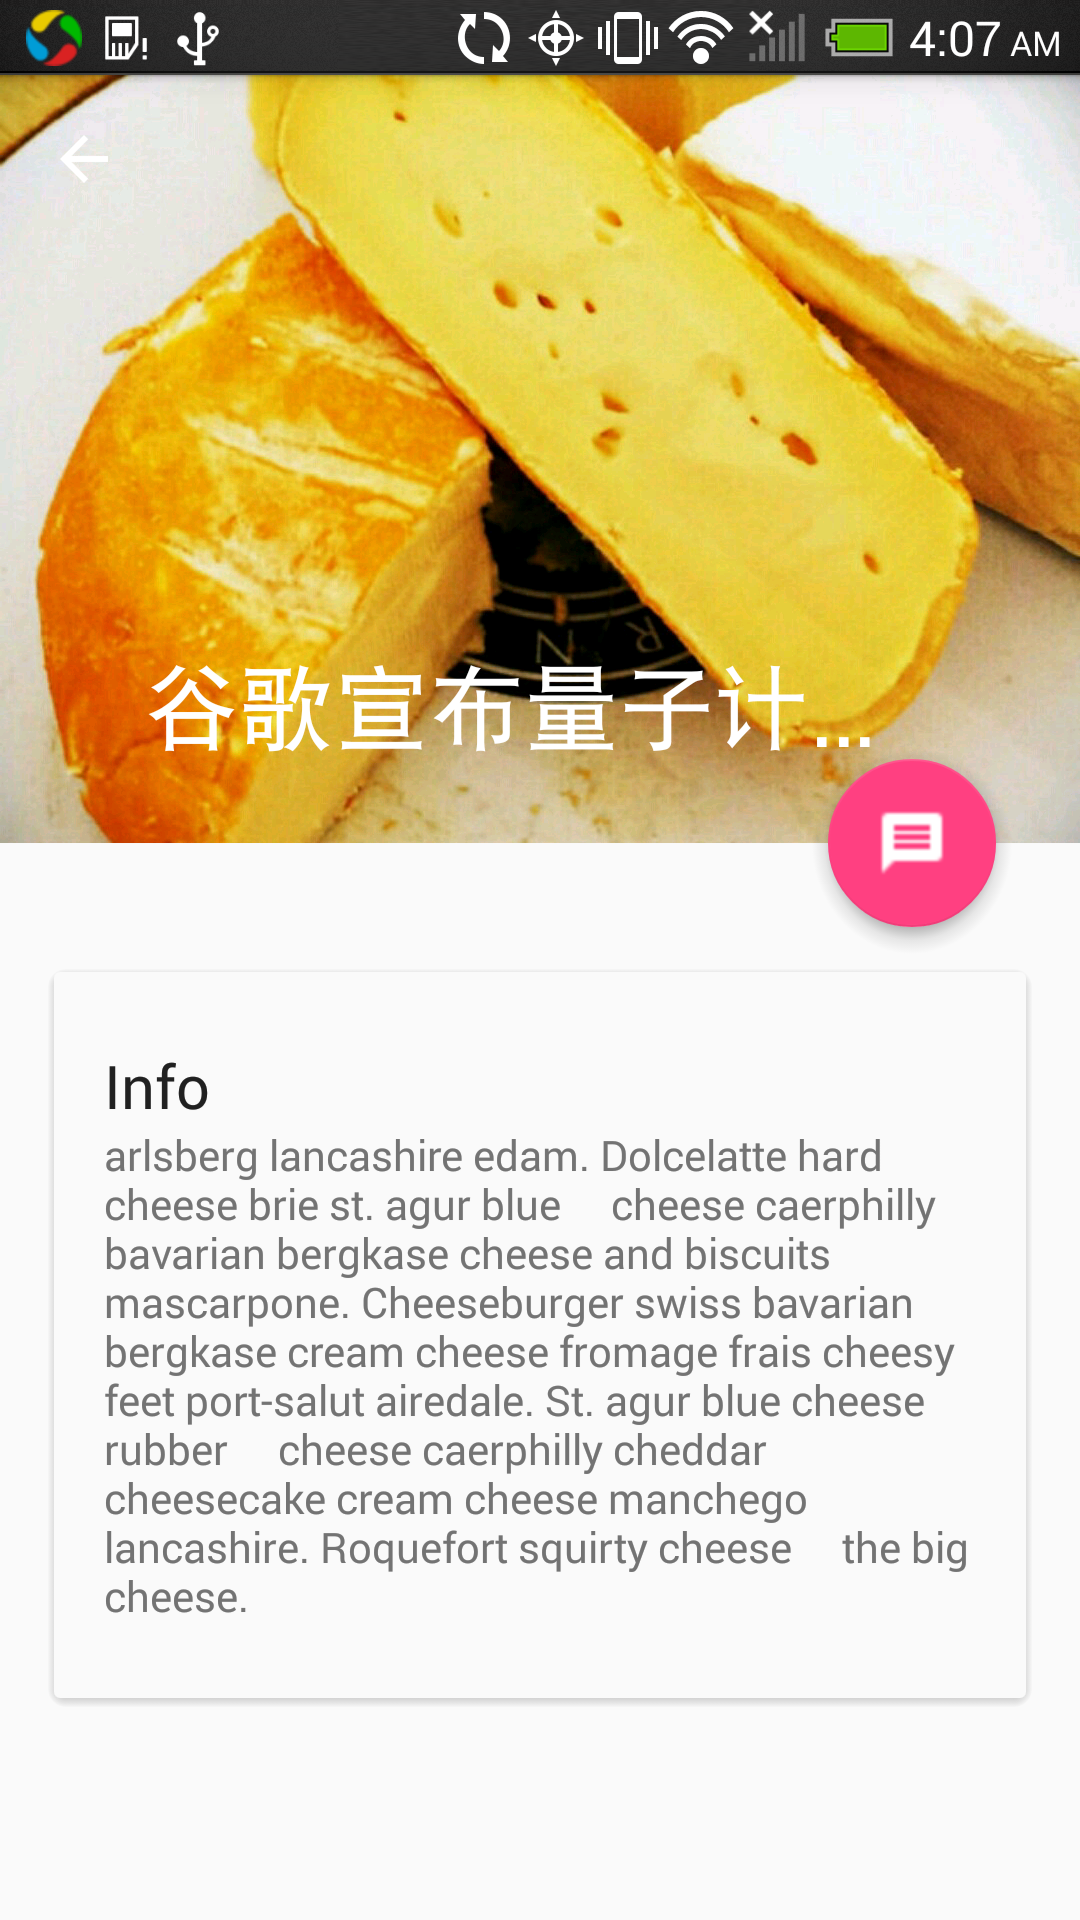 4:07 AM
N R
谷歌宣布量子计...
Info
arlsberg lancashire edam. Dolcelatte hard
cheese brie st. agur blue     cheese caerphilly
bavarian bergkase cheese and biscuits
mascarpone. Cheeseburger swiss bavarian
bergkase cream cheese fromage frais cheesy
feet port-salut airedale. St. agur blue cheese
rubber     cheese caerphilly cheddar
cheesecake cream cheese manchego
lancashire. Roquefort squirty cheese     the big
cheese.